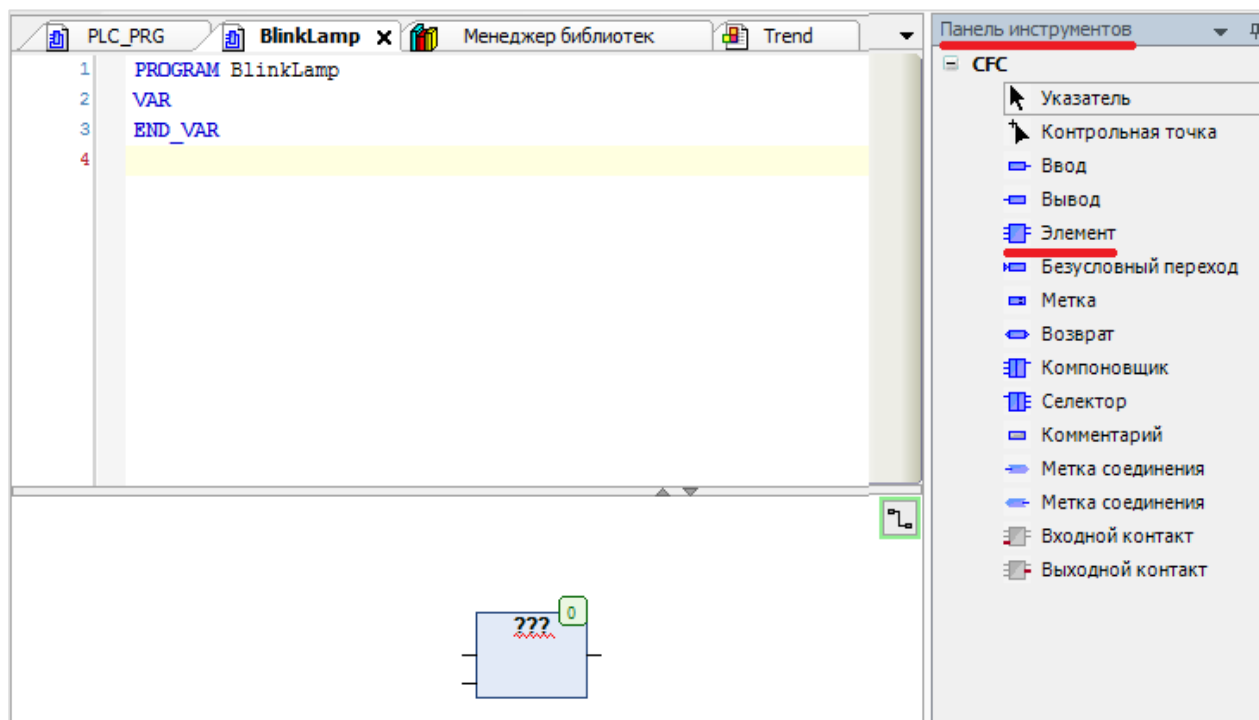 PLC_PRG
BlinkLamp
Менеджер библиотек
Trend
1 PROGRAM BlinkLamp
2 VAR
3 END_VAR
4
???
0
Панель инструментов
CFC
Указатель
Контрольная точка
Ввод
Вывод
Элемент
Безусловный переход
Метка
Возврат
Компоновщик
Селектор
Комментарий
Метка соединения
Метка соединения
Входной контакт
Выходной контакт